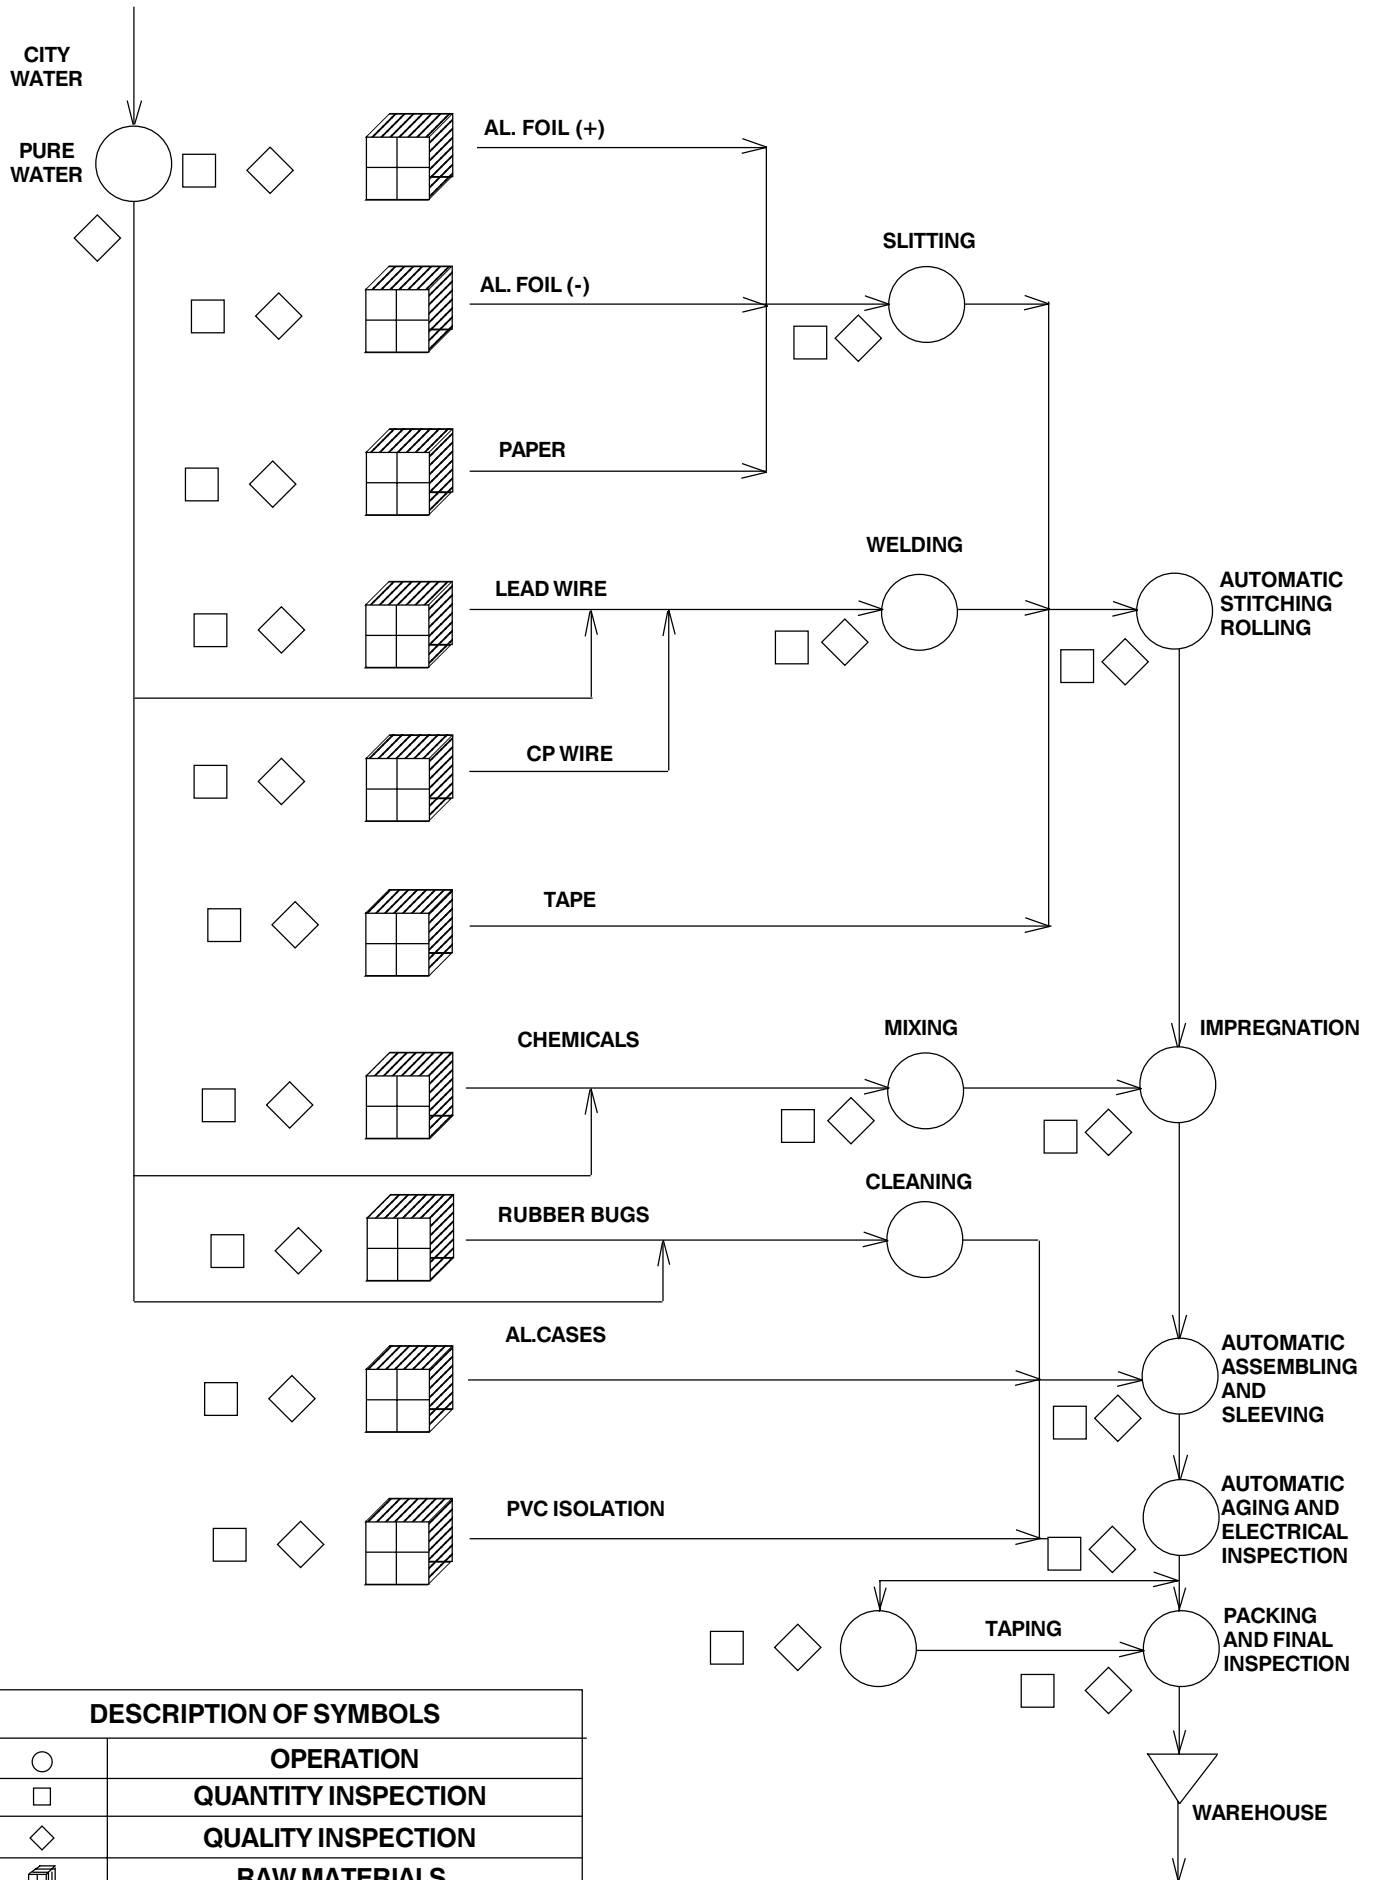 CITY
WATER
PURE
WATER
AL. FOIL (+)
SLITTING
AL. FOIL (-)
PAPER
WELDING
LEAD WIRE
AUTOMATIC
STITCHING
ROLLING
CP WIRE
TAPE
CHEMICALS
MIXING
IMPREGNATION
CLEANING
RUBBER BUGS
AL.CASES
AUTOMATIC
ASSEMBLING
AND
SLEEVING
PVC ISOLATION
AUTOMATIC
AGING AND
ELECTRICAL
INSPECTION
TAPING
PACKING
AND FINAL
INSPECTION
DESCRIPTION OF SYMBOLS
OPERATION
QUANTITY INSPECTION
QUALITY INSPECTION
RAW MATERIALS
WAREHOUSE